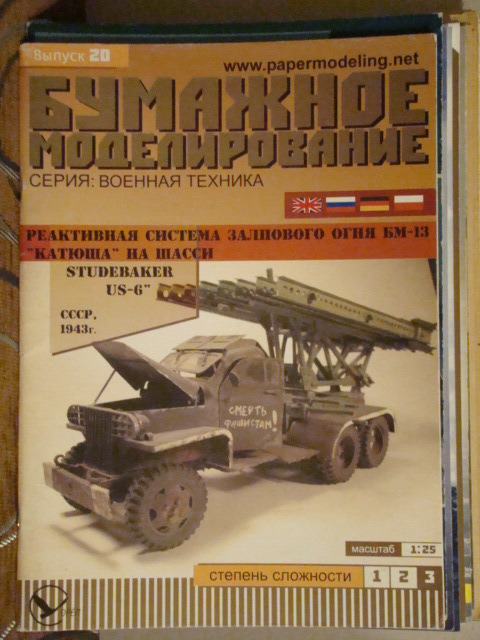 Выпуск 20
www.papermodeling.net
БУМАЖНОЕ
МОДЕЛИРОВАНИЕ
СЕРИЯ: ВОЕННАЯ ТЕХНИКА
РЕАКТИВНАЯ СИСТЕМА ЗАЛПОВОГО ОГНЯ БМ-13
"КАТЮША" НА ШАССИ
STUDEBAKER
US-6"
СССР,
1943г.
СМЕРТЬ
ФАШИСТАМ!
масштаб 1:25
СТЕПЕНЬ СЛОЖНОСТИ 1 2 3
ОРЕЛ